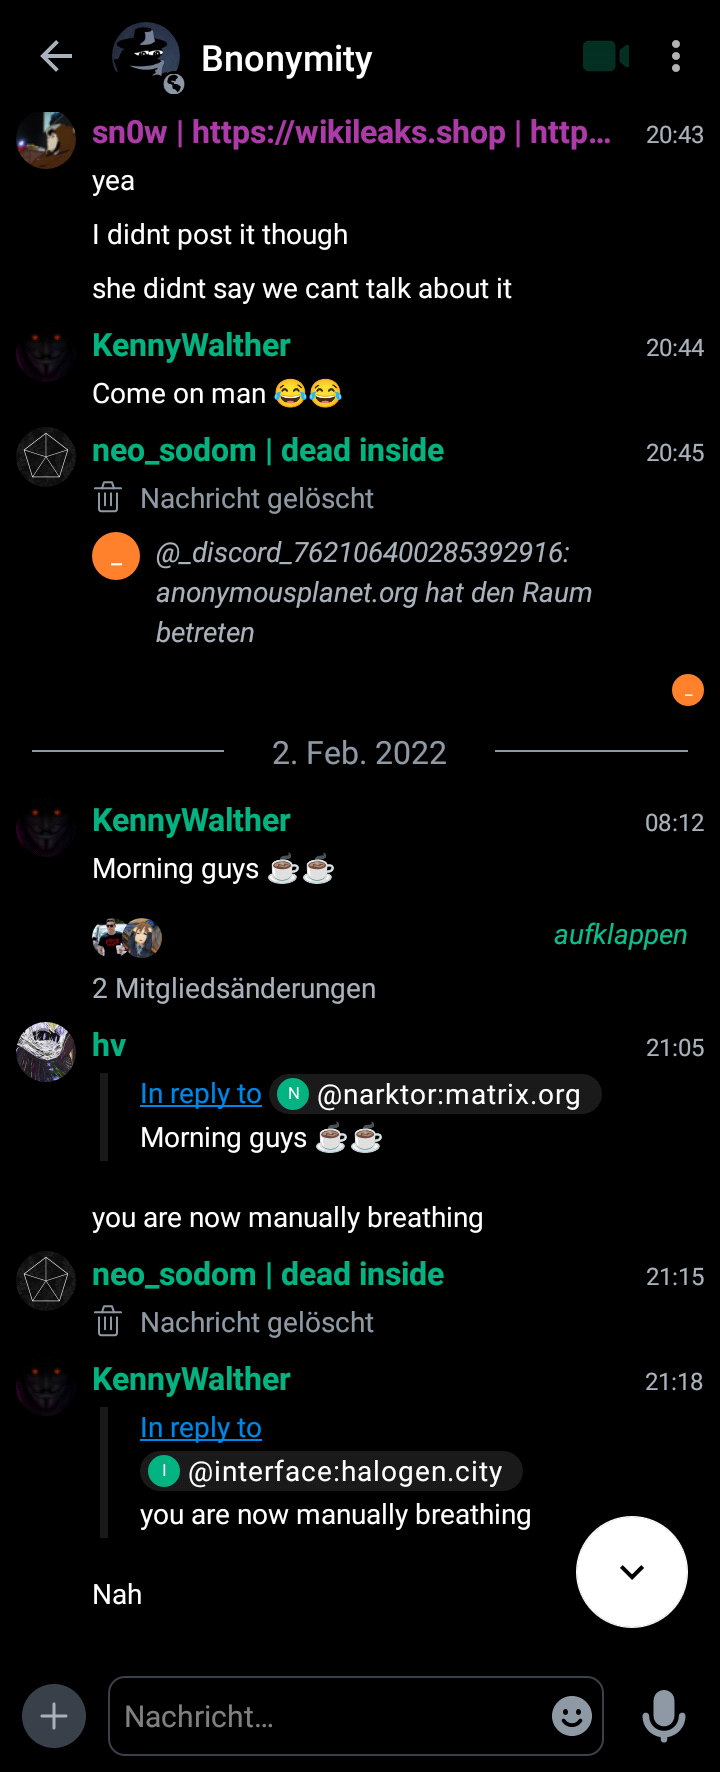 Bnonymity
sn0w | https://wikileaks.shop | http...
20:43
yea
I didnt post it though
she didnt say we cant talk about it
KennyWalther
20:44
Come on man 😂😂
neo_sodom | dead inside
20:45
Nachricht gelöscht
@_discord_762106400285392916:
anonymousplanet.org hat den Raum
betreten
2. Feb. 2022
KennyWalther
08:12
Morning guys ☕☕
aufklappen
2 Mitgliedsänderungen
hv
21:05
In reply to N @narktor:matrix.org
Morning guys ☕☕
you are now manually breathing
neo_sodom | dead inside
21:15
Nachricht gelöscht
KennyWalther
21:18
In reply to
I @interface:halogen.city
you are now manually breathing
Nah
Nachricht...